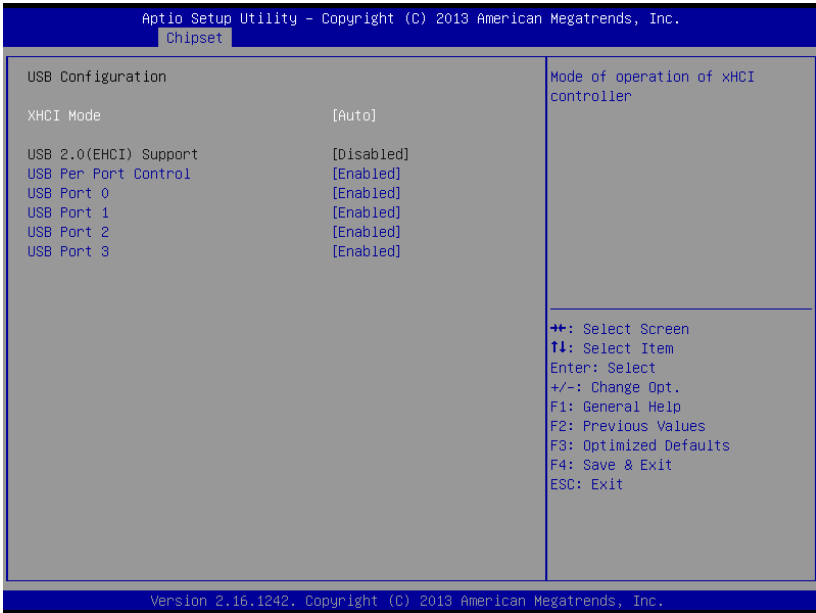 Aptio Setup Utility – Copyright (C) 2013 American Megatrends, Inc.
Chipset
USB Configuration
XHCI Mode [Auto]
USB 2.0(EHCI) Support [Disabled]
USB Per Port Control [Enabled]
USB Port 0 [Enabled]
USB Port 1 [Enabled]
USB Port 2 [Enabled]
USB Port 3 [Enabled]
Mode of operation of xHCI
controller
→←: Select Screen
↑↓: Select Item
Enter: Select
+/-: Change Opt.
F1: General Help
F2: Previous Values
F3: Optimized Defaults
F4: Save & Exit
ESC: Exit
Version 2.16.1242. Copyright (C) 2013 American Megatrends, Inc.